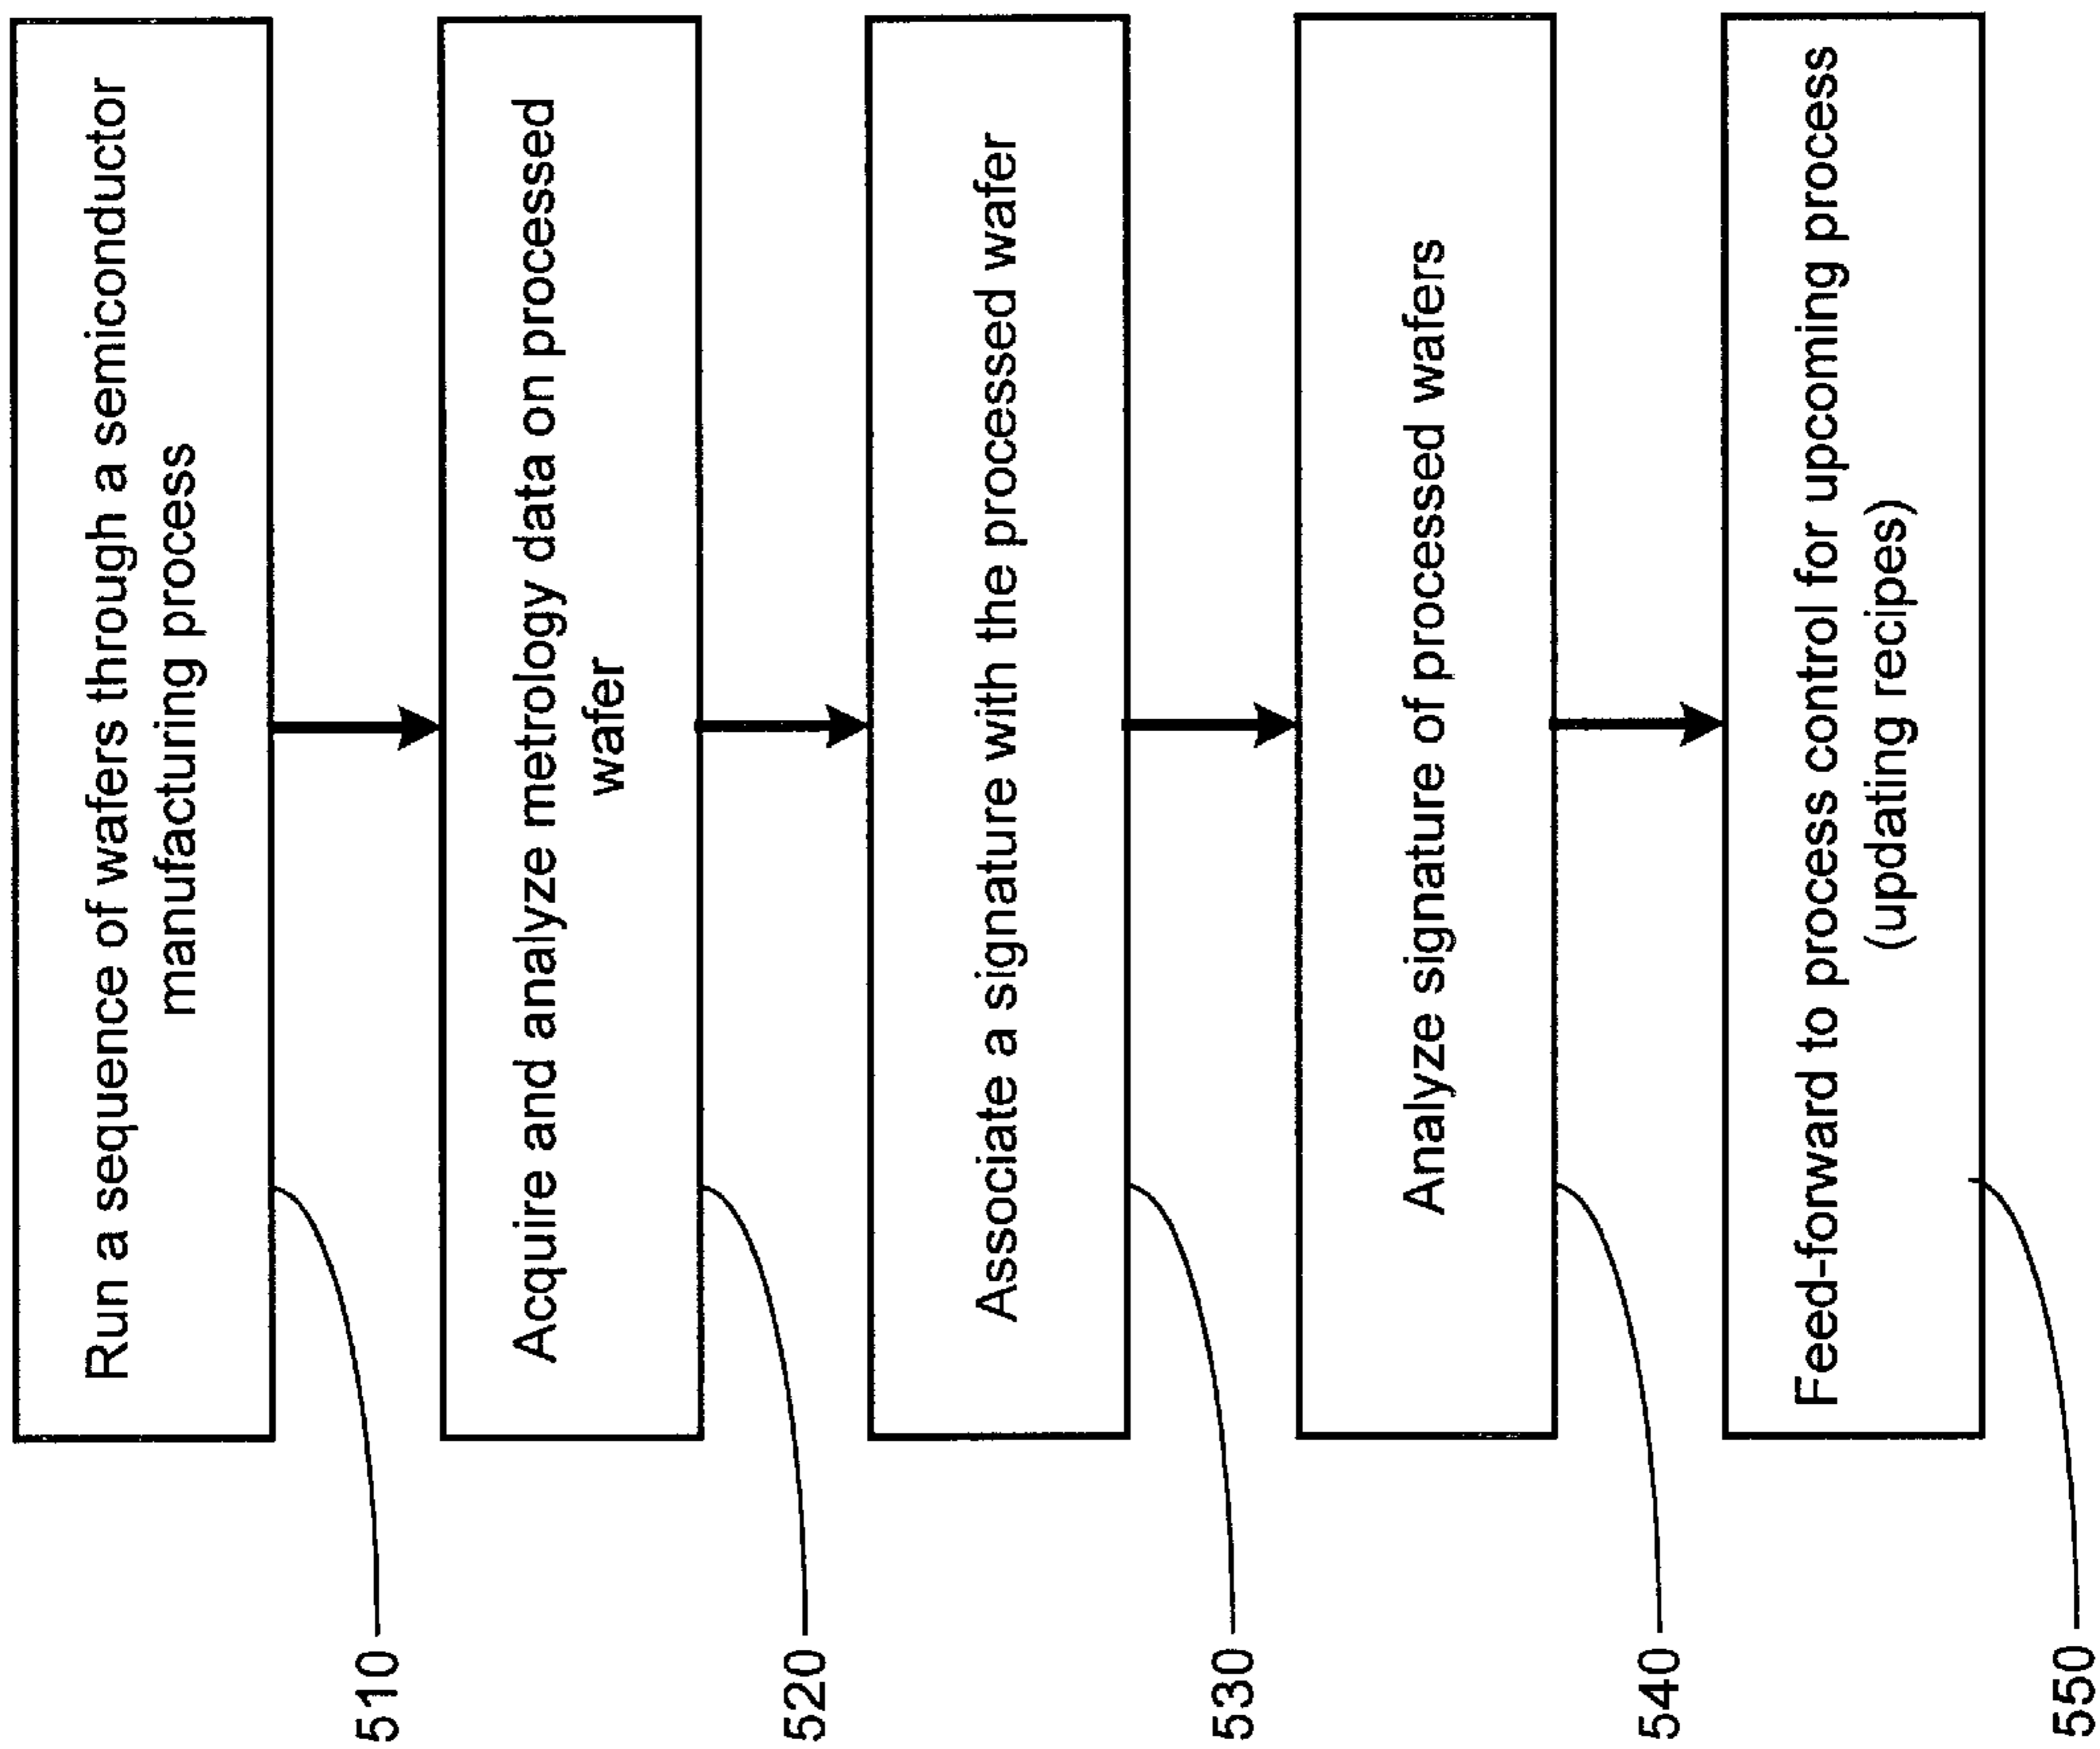 Run a sequence of wafers through a semiconductor
manufacturing process
510
Acquire and analyze metrology data on processed
wafer
520
Associate a signature with the processed wafer
530
Analyze signature of processed wafers
540
Feed-forward to process control for upcoming process
(updating recipes)
550